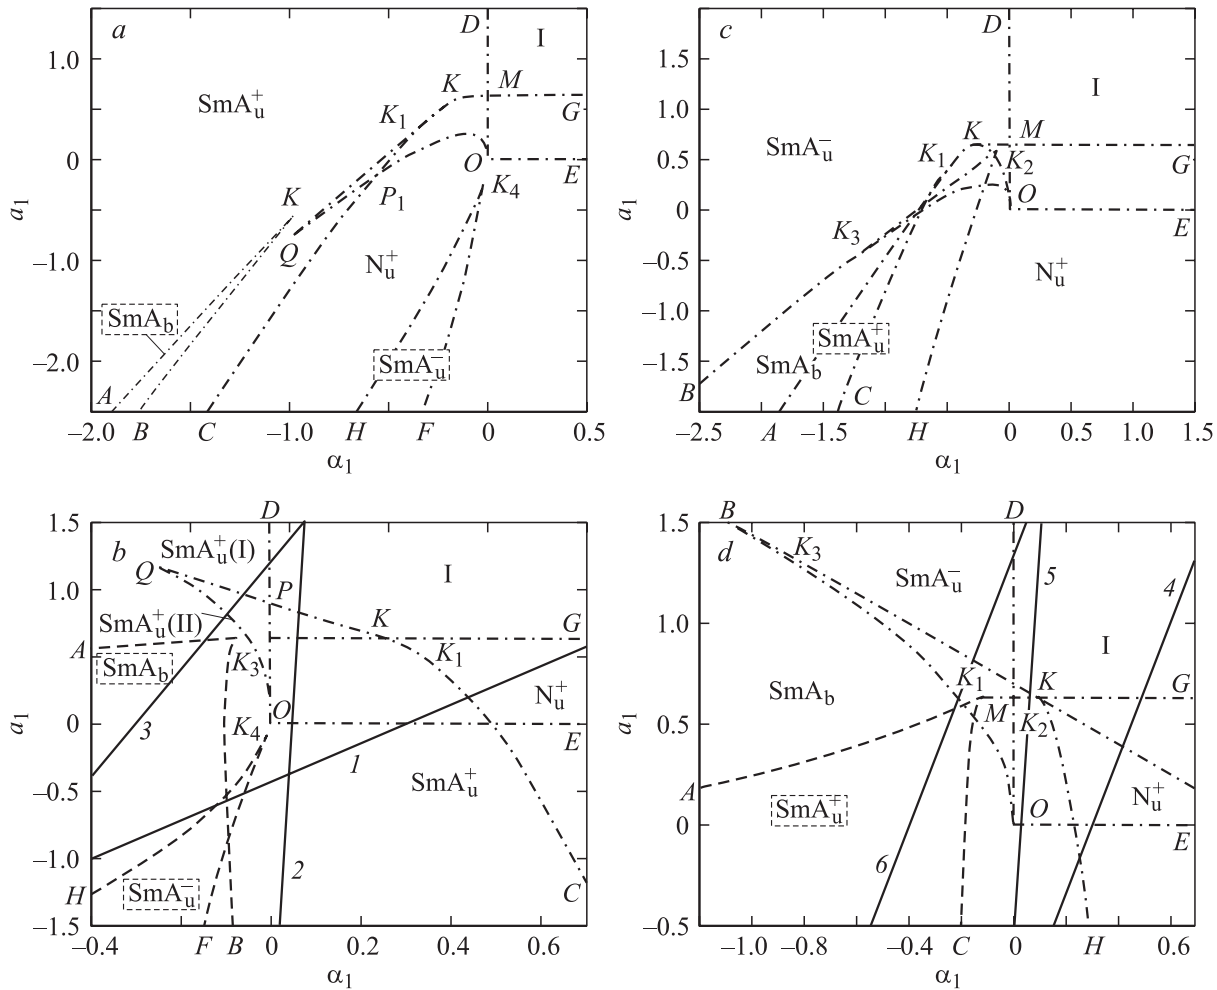 a
D
I
1.0
SmA_u^+
K
M
K_1
G
0
O
E
K
P_1
K_4
Q
N_u^+
a_1
–1.0
SmA_b
–2.0
SmA_u^–
A
–2.0 B C –1.0 H F 0 0.5
α_1
c
D
1.5
I
1.0
SmA_u^–
K M
0.5
K_1 K_2 G
O
0
K_3 E
a_1
–0.5
N_u^+
–1.0
SmA_u^+
–1.5
SmA_b
B
C
–2.5 A –1.5 H 0 0.5 1.0 1.5
α_1
D
1.5
b
SmA_u^+(I)
Q
I
1.0
P
SmA_u^+(II)
K
G
0.5
A
SmA_b
K_3
K_1
N_u^+
a_1
O
0
3
K_4
E
1
SmA_u^+
–0.5
–1.0
2
H
SmA_u^–
C
–1.5
–0.4 F B 0 0.2 0.4 0.6
α_1
B D
1.5
d
K_3
SmA_u^–
5
4
1.0
I
SmA_b
K_1
K
G
M
K_2
0.5
a_1
A
SmA_u^+
N_u^+
O
0
6
E
–0.5
–1.0 –0.8 –0.4 C 0 H 0.6
α_1